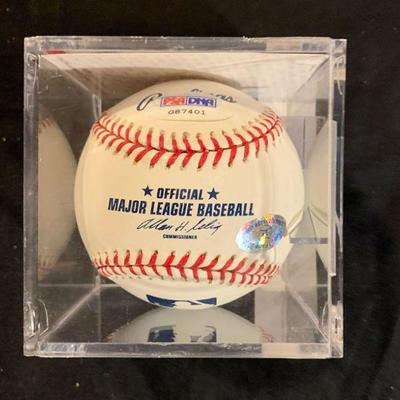 PSA DNA
G87401
★ OFFICIAL ★
MAJOR LEAGUE BASEBALL
Allan H. Selig
COMMISSIONER